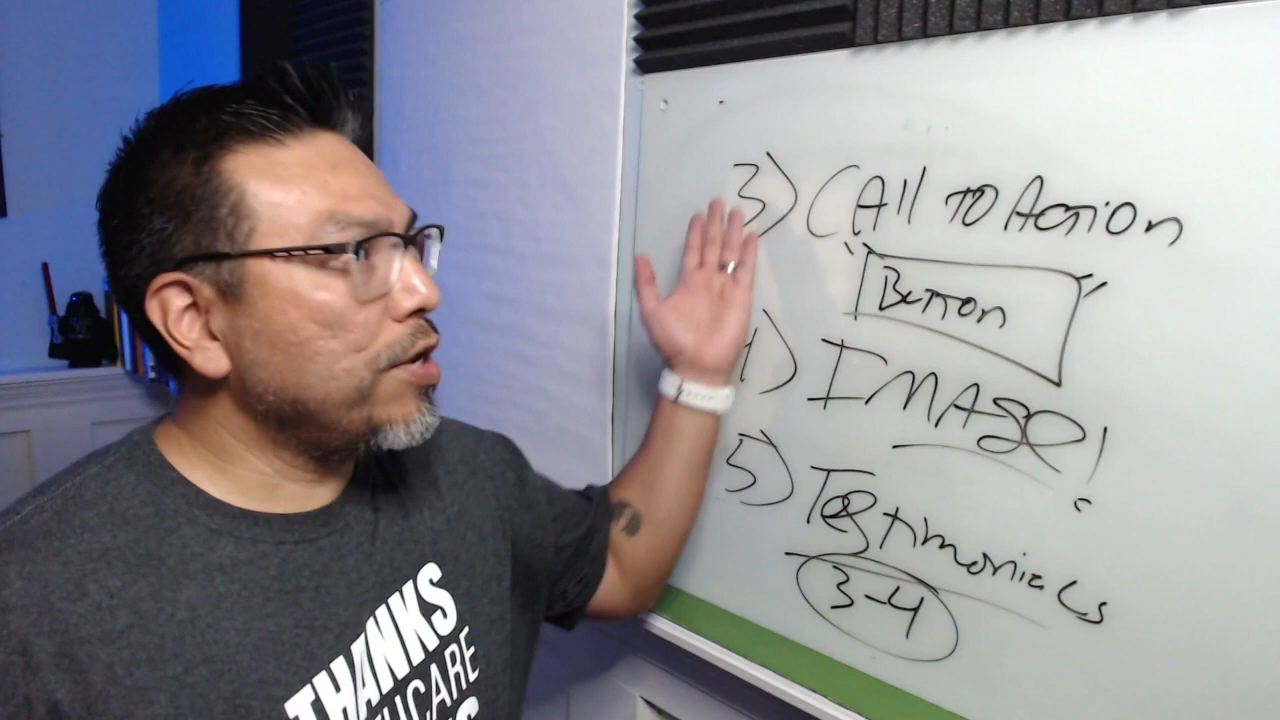 3) Call to Action
Button
4) IMAGE!
5) Testimonials
3-4
THANKS